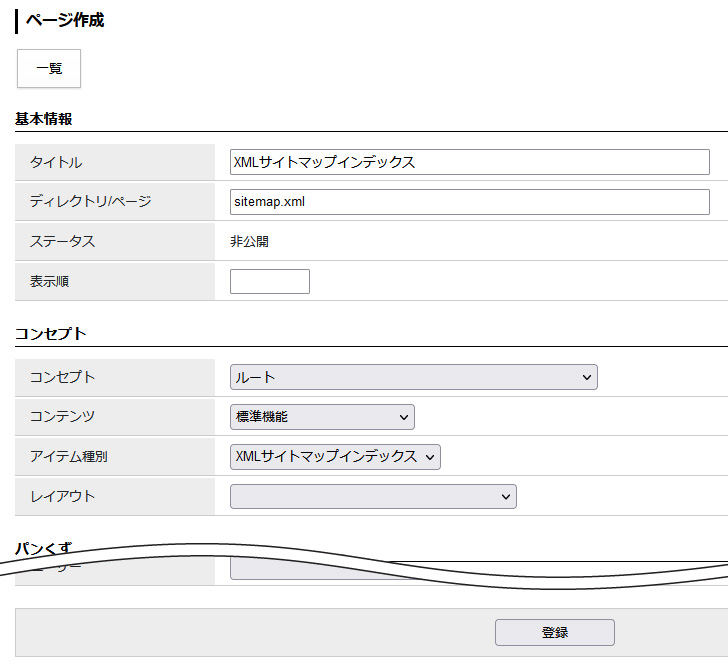 ページ作成
一覧
基本情報
タイトル XMLサイトマップインデックス
ディレクトリ/ページ sitemap.xml
ステータス 非公開
表示順
コンセプト
コンセプト ルート
コンテンツ 標準機能
アイテム種別 XMLサイトマップインデックス
レイアウト
パンくず
登録